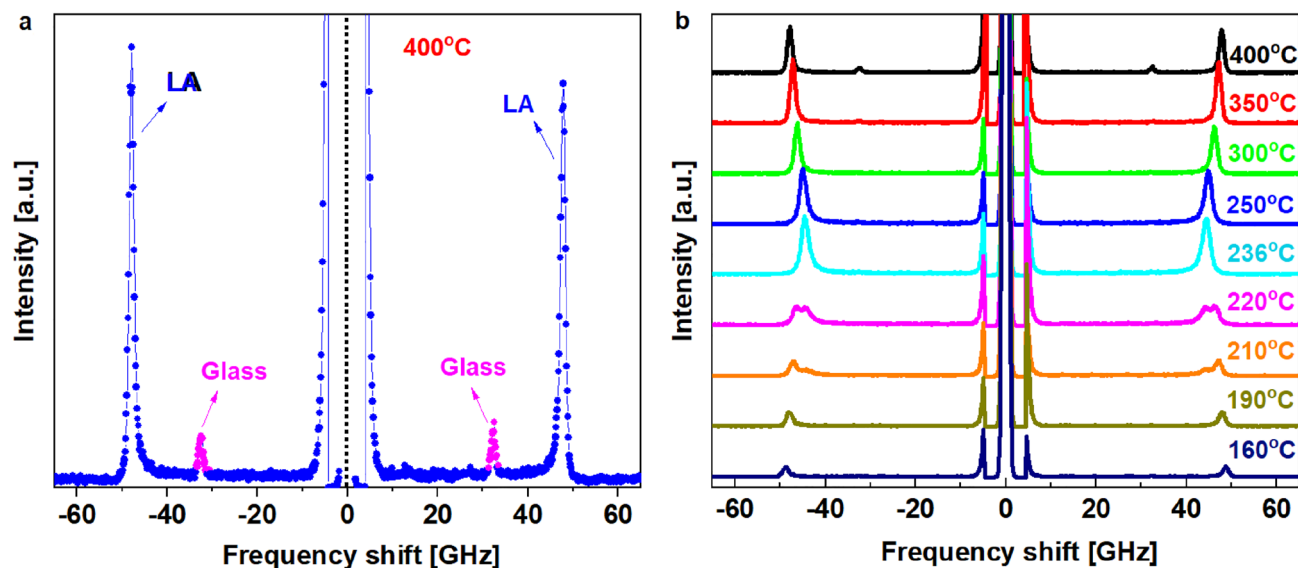 a
400°C
LA
LA
Glass
Glass
Intensity [a.u.]
-60 -40 -20 0 20 40 60
Frequency shift [GHz]
b
400°C
350°C
300°C
250°C
236°C
220°C
210°C
190°C
160°C
Intensity [a.u.]
-60 -40 -20 0 20 40 60
Frequency shift [GHz]